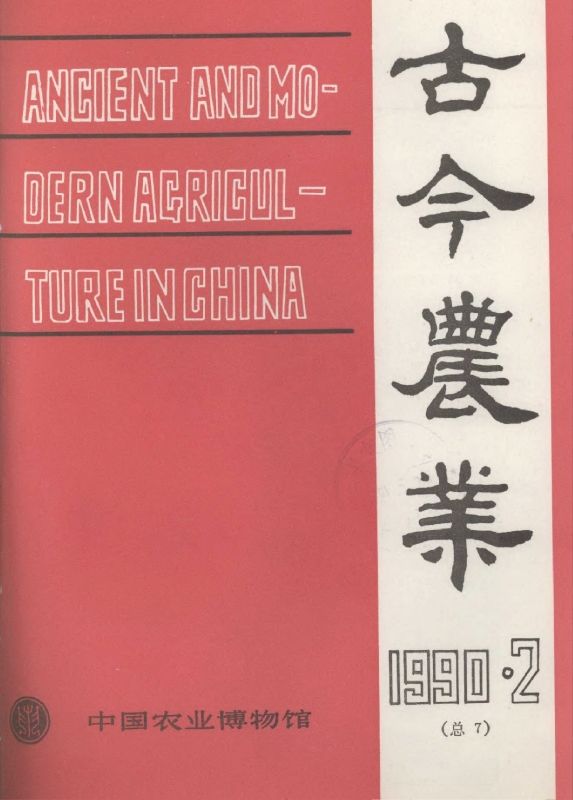 ANCIENT AND MO-
DERN AGRICUL-
TURE IN CHINA
古今農業
1990·2
(总7)
中国农业博物馆